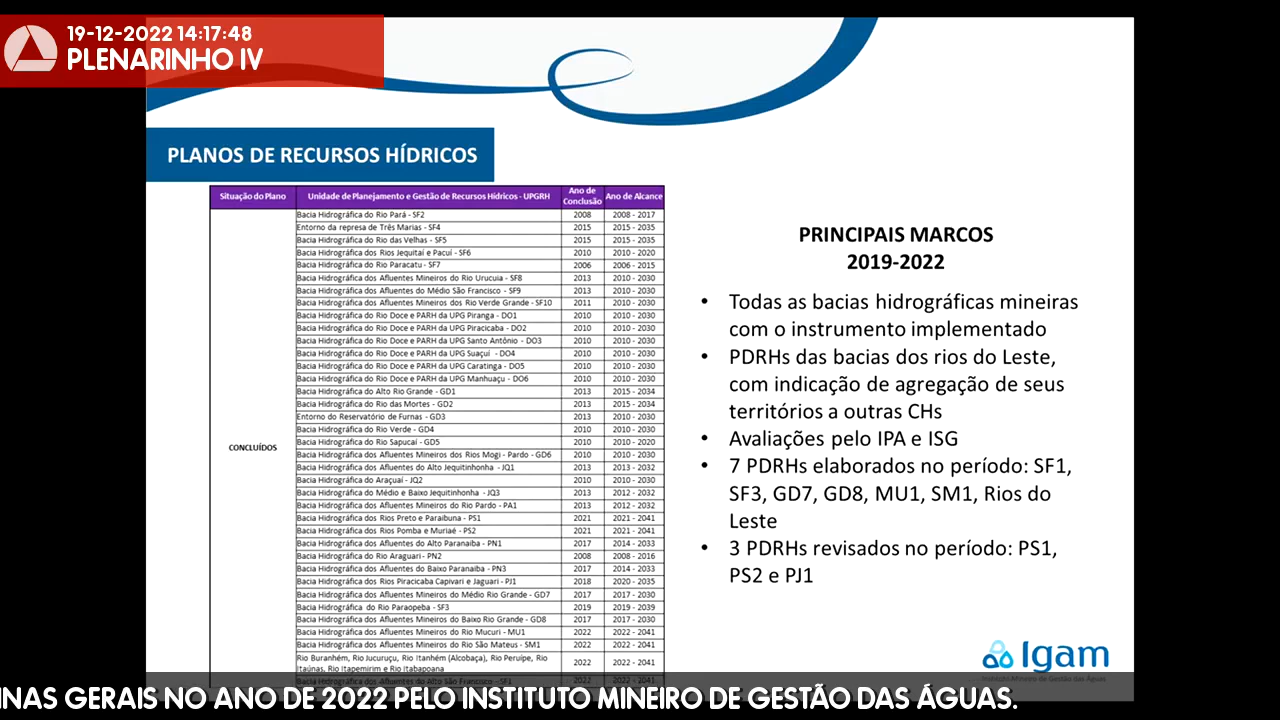 19-12-2022 14:17:48
PLENARINHO IV
PLANOS DE RECURSOS HÍDRICOS
Situação do Plano Unidade de Planejamento e Gestão de Recursos Hídricos - UPGRH Ano de Conclusão Ano de Alcance
Bacia Hidrográfica do Rio Pará - SF2 2008 2008 - 2017
Entorno da represa de Três Marias - SF4 2015 2015 - 2035
Bacia Hidrográfica do Rio das Velhas - SF5 2015 2015 - 2035
Bacia Hidrográfica dos Rios Jequitaí e Pacuí - SF6 2010 2010 - 2020
Bacia Hidrográfica do Rio Paracatu - SF7 2006 2006 - 2015
Bacia Hidrográfica dos Afluentes Mineiros do Rio Urucuia - SF8 2013 2010 - 2030
Bacia Hidrográfica dos Afluentes do Médio São Francisco - SF9 2013 2010 - 2030
Bacia Hidrográfica dos Afluentes Mineiros dos Rio Verde Grande - SF10 2011 2010 - 2030
Bacia Hidrográfica do Rio Doce e PARH da UPG Piranga - DO1 2010 2010 - 2030
Bacia Hidrográfica do Rio Doce e PARH da UPG Piracicaba - DO2 2010 2010 - 2030
Bacia Hidrográfica do Rio Doce e PARH da UPG Santo Antônio - DO3 2010 2010 - 2030
Bacia Hidrográfica do Rio Doce e PARH da UPG Suaçuí - DO4 2010 2010 - 2030
Bacia Hidrográfica do Rio Doce e PARH da UPG Caratinga - DO5 2010 2010 - 2030
Bacia Hidrográfica do Rio Doce e PARH da UPG Manhuaçu - DO6 2010 2010 - 2030
Bacia Hidrográfica do Alto Rio Grande - GD1 2013 2015 - 2034
Bacia Hidrográfica do Rio das Mortes - GD2 2013 2015 - 2034
Entorno do Reservatório de Furnas - GD3 2013 2010 - 2030
Bacia Hidrográfica do Rio Verde - GD4 2010 2010 - 2030
Bacia Hidrográfica do Rio Sapucaí - GD5 2010 2010 - 2020
CONCLUÍDOS
Bacia Hidrográfica dos Afluentes Mineiros dos Rios Mogi - Pardo - GD6 2010 2010 - 2030
Bacia Hidrográfica dos Afluentes do Alto Jequitinhonha - JQ1 2013 2013 - 2032
Bacia Hidrográfica do Araçuaí - JQ2 2010 2010 - 2030
Bacia Hidrográfica do Médio e Baixo Jequitinhonha - JQ3 2013 2012 - 2032
Bacia Hidrográfica dos Afluentes Mineiros do Rio Pardo - PA1 2013 2012 - 2032
Bacia Hidrográfica dos Rios Preto e Paraibuna - PS1 2021 2021 - 2041
Bacia Hidrográfica dos Rios Pomba e Muriaé - PS2 2021 2021 - 2041
Bacia Hidrográfica dos Afluentes do Alto Paranaiba - PN1 2017 2014 - 2033
Bacia Hidrográfica do Rio Araguari - PN2 2008 2008 - 2016
Bacia Hidrográfica dos Afluentes do Baixo Paranaiba - PN3 2017 2014 - 2033
Bacia Hidrográfica dos Rios Piracicaba Capivari e Jaguari - PJ1 2018 2020 - 2035
Bacia Hidrográfica dos Afluentes Mineiros do Médio Rio Grande - GD7 2017 2017 - 2030
Bacia Hidrográfica do Rio Paraopeba - SF3 2019 2019 - 2039
Bacia Hidrográfica dos Afluentes Mineiros do Baixo Rio Grande - GD8 2017 2017 - 2030
Bacia Hidrográfica dos Afluentes Mineiros do Rio Mucuri - MU1 2022 2022 - 2041
Bacia Hidrográfica dos Afluentes Mineiros do Rio São Mateus - SM1 2022 2022 - 2041
Rio Buranhém, Rio Jucuruçu, Rio Itanhém (Alcobaça), Rio Peruípe, Rio
Itaúnas, Rio Itapemirim e Rio Itabapoana 2022 2022 - 2041
Bacia Hidrográfica dos Afluentes do Alto São Francisco - SF1 2022 2022 - 2041
PRINCIPAIS MARCOS
2019-2022
• Todas as bacias hidrográficas mineiras
com o instrumento implementado
• PDRHs das bacias dos rios do Leste,
com indicação de agregação de seus
territórios a outras CHs
• Avaliações pelo IPA e ISG
• 7 PDRHs elaborados no período: SF1,
SF3, GD7, GD8, MU1, SM1, Rios do
Leste
• 3 PDRHs revisados no período: PS1,
PS2 e PJ1
Igam
Instituto Mineiro de Gestão das Águas
INAS GERAIS NO ANO DE 2022 PELO INSTITUTO MINEIRO DE GESTÃO DAS ÁGUAS.